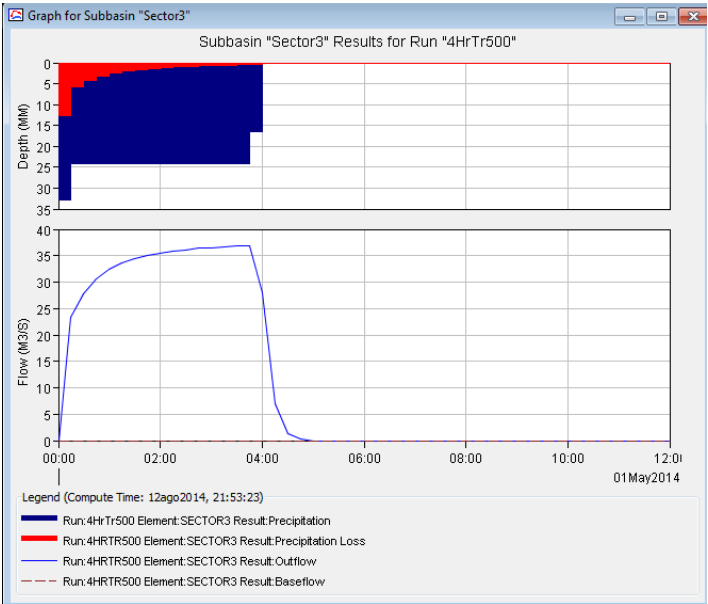 Graph for Subbasin "Sector3"
Subbasin "Sector3" Results for Run "4HrTr500"
0
5
10
15
20
25
30
35
Depth (MM)
40
35
30
25
20
15
10
5
0
Flow (M3/S)
00:00 02:00 04:00 06:00 08:00 10:00 12:0
01May2014
Legend (Compute Time: 12ago2014, 21:53:23)
Run:4HrTr500 Element:SECTOR3 Result:Precipitation
Run:4HRTR500 Element:SECTOR3 Result:Precipitation Loss
Run:4HRTR500 Element:SECTOR3 Result:Outflow
Run:4HRTR500 Element:SECTOR3 Result:Baseflow